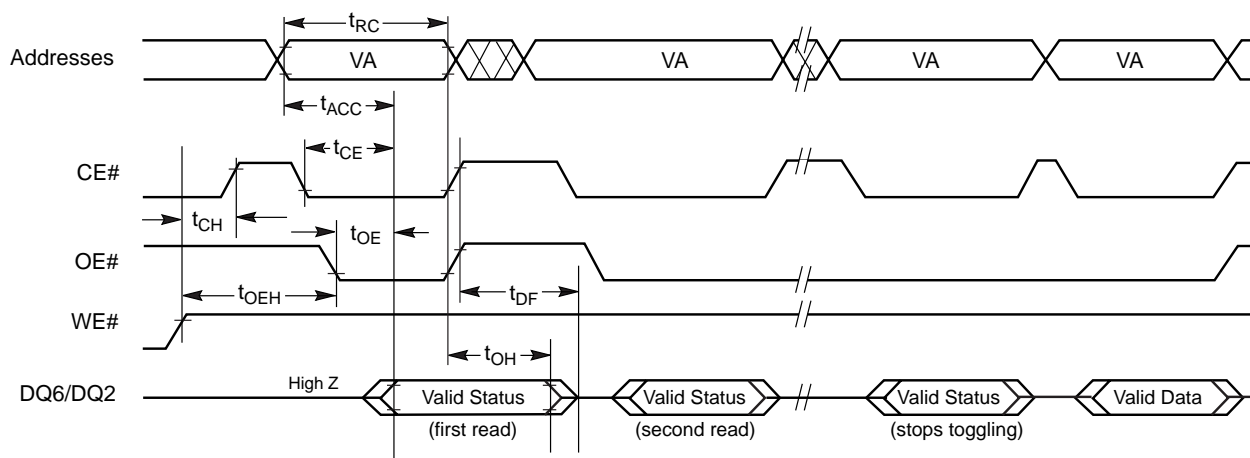 tRC
Addresses VA VA VA VA
tACC
tCE
CE#
tCH tOE
OE#
tOEH tDF
WE#
tOH
DQ6/DQ2 High Z Valid Status Valid Status Valid Status Valid Data
(first read) (second read) (stops toggling)